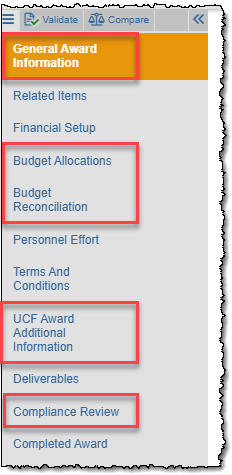 Validate Compare
General Award
Information
Related Items
Financial Setup
Budget Allocations
Budget
Reconciliation
Personnel Effort
Terms And
Conditions
UCF Award
Additional
Information
Deliverables
Compliance Review
Completed Award